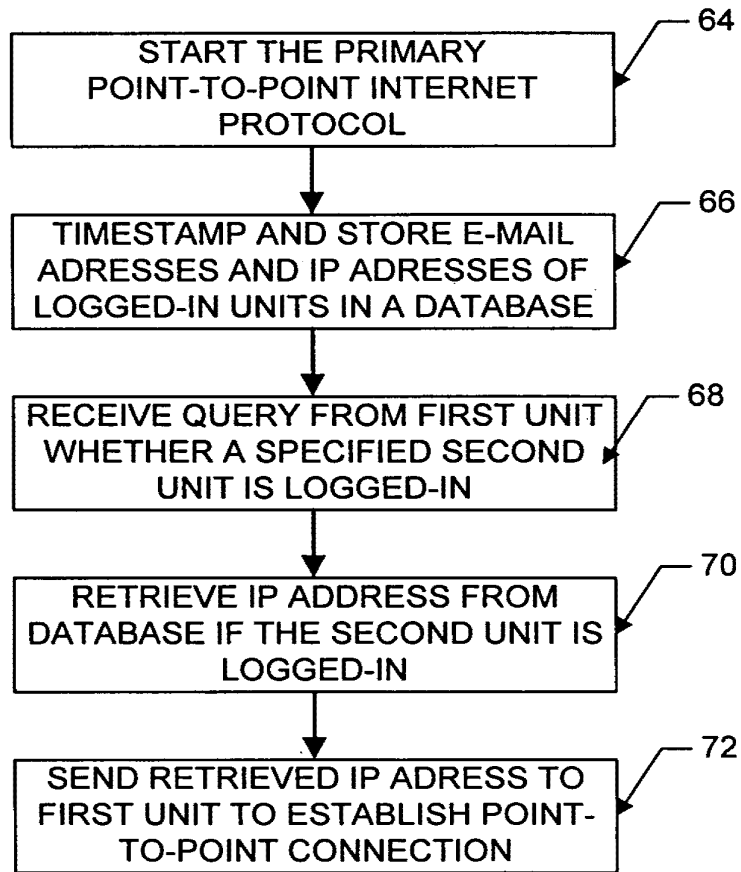 64
START THE PRIMARY
POINT-TO-POINT INTERNET
PROTOCOL
66
TIMESTAMP AND STORE E-MAIL
ADRESSES AND IP ADRESSES OF
LOGGED-IN UNITS IN A DATABASE
68
RECEIVE QUERY FROM FIRST UNIT
WHETHER A SPECIFIED SECOND
UNIT IS LOGGED-IN
70
RETRIEVE IP ADDRESS FROM
DATABASE IF THE SECOND UNIT IS
LOGGED-IN
72
SEND RETRIEVED IP ADRESS TO
FIRST UNIT TO ESTABLISH POINT-
TO-POINT CONNECTION